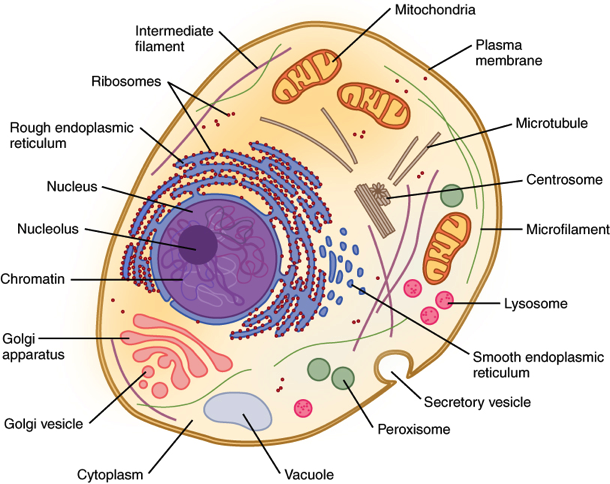 Mitochondria
Intermediate
filament
Plasma
membrane
Ribosomes
Rough endoplasmic
reticulum
Microtubule
Nucleus
Centrosome
Nucleolus
Microfilament
Chromatin
Lysosome
Golgi
apparatus
Smooth endoplasmic
reticulum
Secretory vesicle
Golgi vesicle
Peroxisome
Cytoplasm
Vacuole